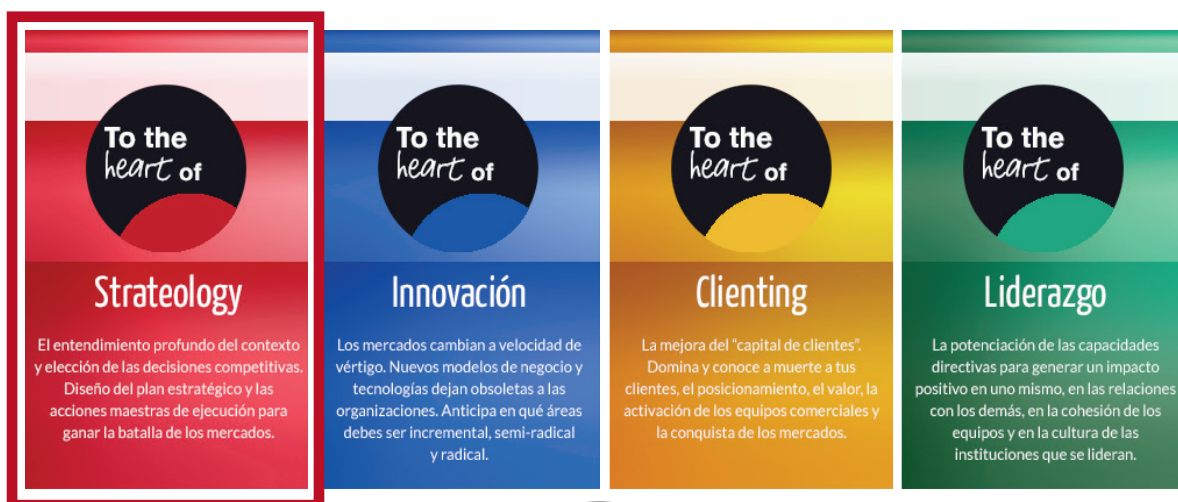 To the
heart of
Strateology
El entendimiento profundo del contexto
y elección de las decisiones competitivas.
Diseño del plan estratégico y las
acciones maestras de ejecución para
ganar la batalla de los mercados.
To the
heart of
Innovación
Los mercados cambian a velocidad de
vértigo. Nuevos modelos de negocio y
tecnologías dejan obsoletas a las
organizaciones. Anticipa en qué áreas
debes ser incremental, semi-radical
y radical.
To the
heart of
Clienting
La mejora del “capital de clientes”.
Domina y conoce a muerte a tus
clientes, el posicionamiento, el valor, la
activación de los equipos comerciales y
la conquista de los mercados.
To the
heart of
Liderazgo
La potenciación de las capacidades
directivas para generar un impacto
positivo en uno mismo, en las relaciones
con los demás, en la cohesión de los
equipos y en la cultura de las
instituciones que se lideran.